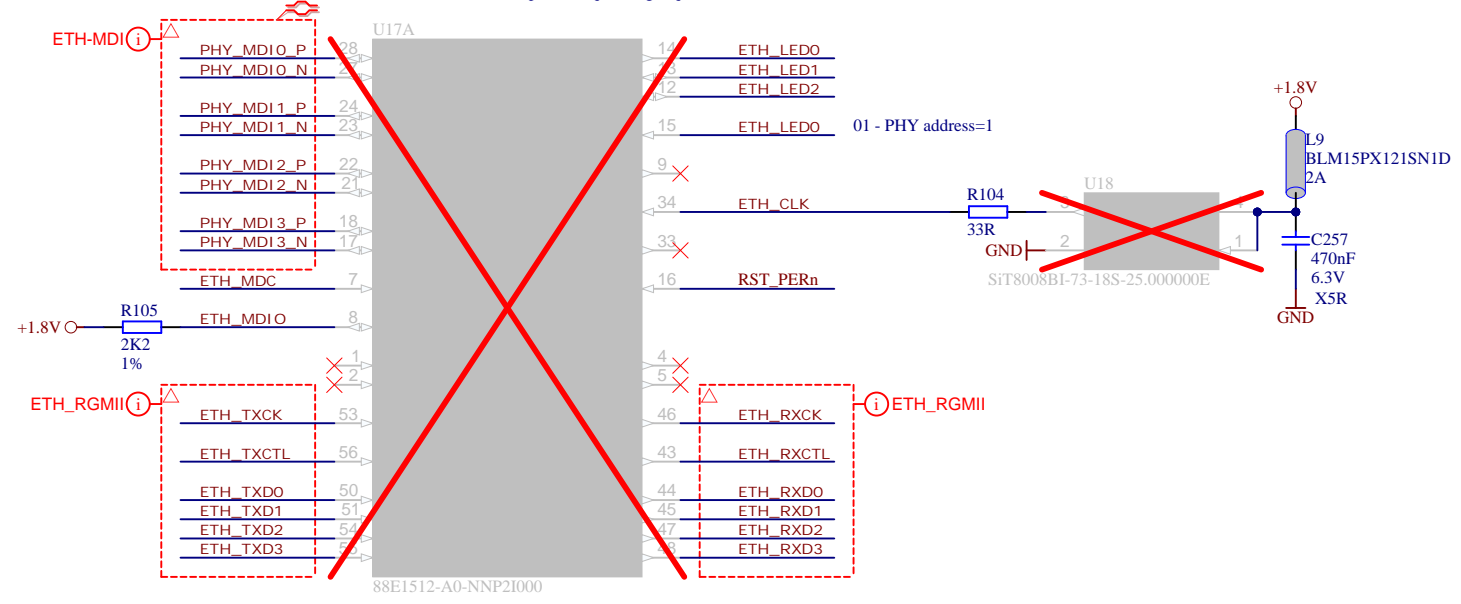 U17A
ETH-MDI
i
PHY_MDI0_P
28
PHY_MDI0_N
27
PHY_MDI1_P
24
PHY_MDI1_N
23
PHY_MDI2_P
22
PHY_MDI2_N
21
PHY_MDI3_P
18
PHY_MDI3_N
17
ETH_MDC
7
+1.8V
R105
2K2
1%
ETH_MDIO
8
1
2
ETH_RGMII
i
ETH_TXCK
53
ETH_TXCTL
56
ETH_TXD0
50
ETH_TXD1
51
ETH_TXD2
54
ETH_TXD3
88E1512-A0-NNP2I000
14
ETH_LED0
13
ETH_LED1
12
ETH_LED2
15
ETH_LED0
01 - PHY address=1
9
34
ETH_CLK
33
16
RST_PERn
4
5
46
ETH_RXCK
43
ETH_RXCTL
44
ETH_RXD0
45
ETH_RXD1
47
ETH_RXD2
48
ETH_RXD3
i
ETH_RGMII
R104
33R
GND
U18
3
2
4
1
SiT8008BI-73-18S-25.000000E
+1.8V
L9
BLM15PX121SN1D
2A
C257
470nF
6.3V
X5R
GND